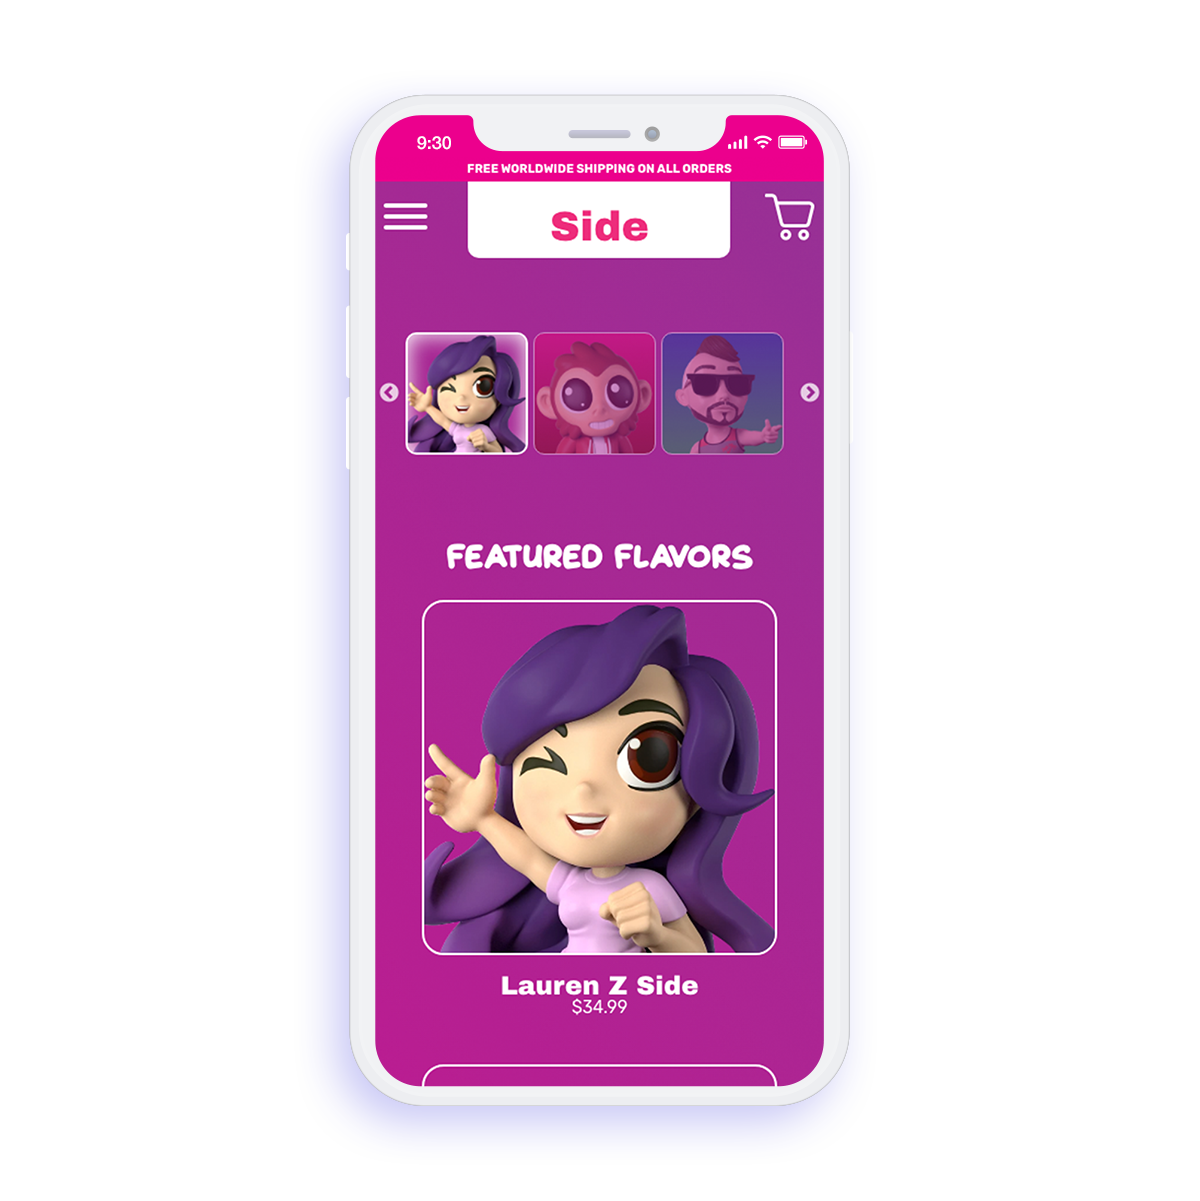 9:30
FREE WORLDWIDE SHIPPING ON ALL ORDERS
Side
FEATURED FLAVORS
Lauren Z Side
$34.99